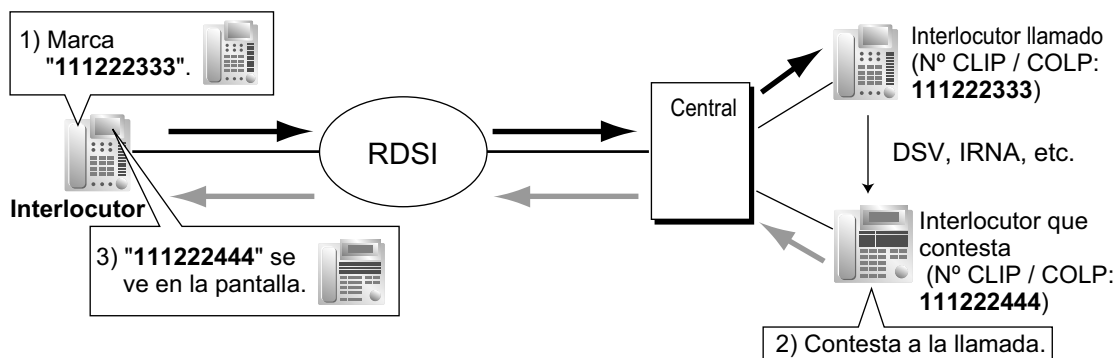 1) Marca
"111222333".
Interlocutor
RDSI
Central
Interlocutor llamado
(Nº CLIP / COLP:
111222333)
DSV, IRNA, etc.
Interlocutor que
contesta
(Nº CLIP / COLP:
111222444)
2) Contesta a la llamada.
3) "111222444" se
ve en la pantalla.